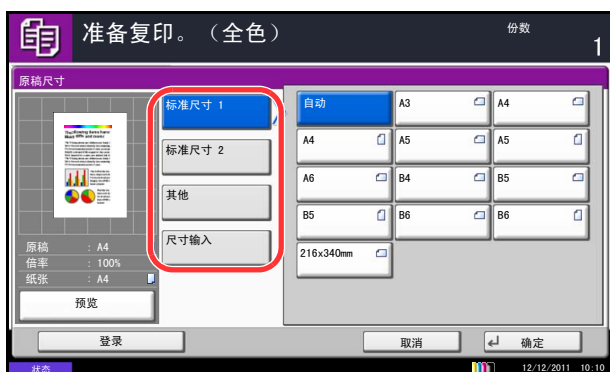 准备复印。（全色）
份数
1
原稿尺寸
标准尺寸 1
标准尺寸 2
其他
尺寸输入
自动
A3
A4
A4
A5
A5
A6
B4
B5
B5
B6
B6
216x340mm
原稿 : A4
倍率 : 100%
纸张 : A4
预览
登录
取消
确定
状态
12/12/2011 10:10